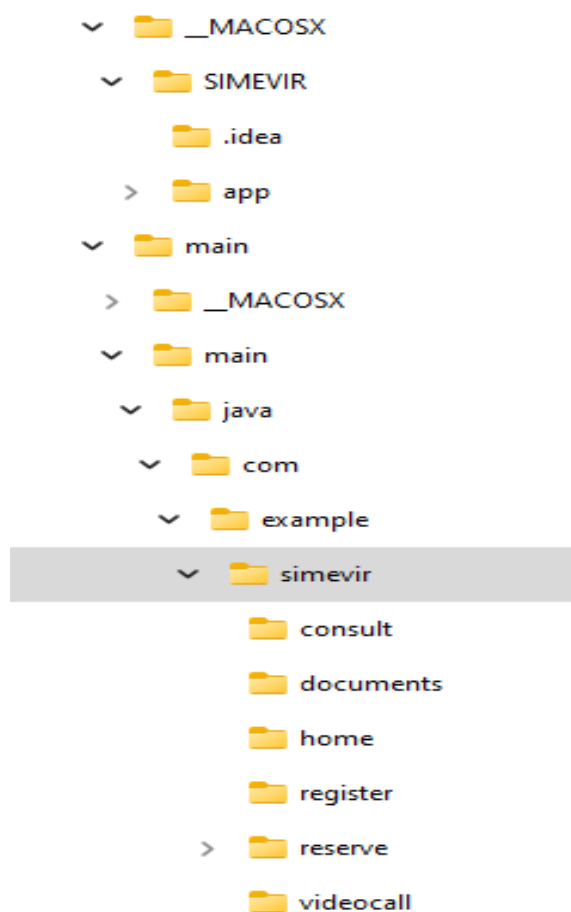 __MACOSX
SIMEVIR
.idea
app
main
__MACOSX
main
java
com
example
simevir
consult
documents
home
register
reserve
videocall